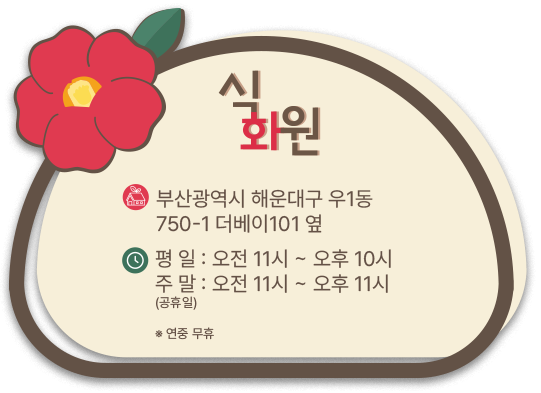 식
화원
부산광역시 해운대구 우1동
750-1 더베이101 옆
평 일 : 오전 11시 ~ 오후 10시
주 말 : 오전 11시 ~ 오후 11시
(공휴일)
※ 연중 무휴